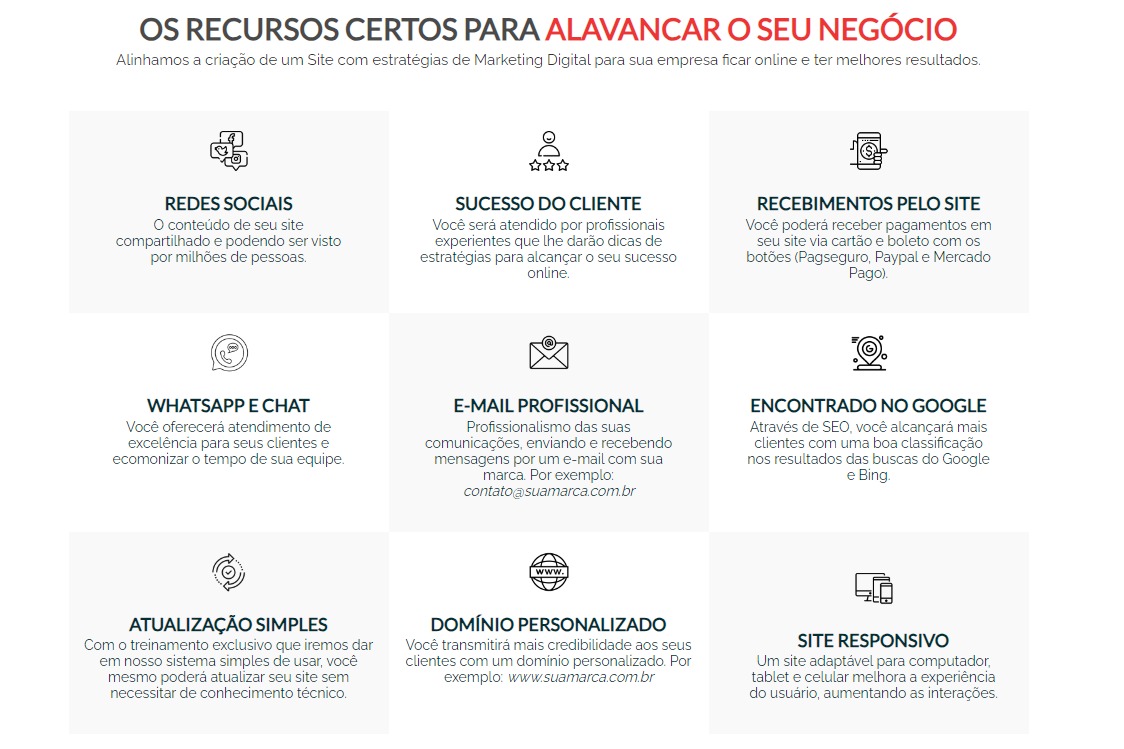 OS RECURSOS CERTOS PARA ALAVANCAR O SEU NEGÓCIO
Alinhamos a criação de um Site com estratégias de Marketing Digital para sua empresa ficar online e ter melhores resultados.
REDES SOCIAIS
O conteúdo de seu site
compartilhado e podendo ser visto
por milhões de pessoas.
SUCESSO DO CLIENTE
Você será atendido por profissionais
experientes que lhe darão dicas de
estratégias para alcançar o seu sucesso
online.
RECEBIMENTOS PELO SITE
Você poderá receber pagamentos em
seu site via cartão e boleto com os
botões (Pagseguro, Paypal e Mercado
Pago).
WHATSAPP E CHAT
Você oferecerá atendimento de
excelência para seus clientes e
ecomonizar o tempo de sua equipe.
E-MAIL PROFISSIONAL
Profissionalismo das suas
comunicações, enviando e recebendo
mensagens por um e-mail com sua
marca. Por exemplo:
contato@suamarca.com.br
ENCONTRADO NO GOOGLE
Através de SEO, você alcançará mais
clientes com uma boa classificação
nos resultados das buscas do Google
e Bing.
ATUALIZAÇÃO SIMPLES
Com o treinamento exclusivo que iremos dar
em nosso sistema simples de usar, você
mesmo poderá atualizar seu site sem
necessitar de conhecimento técnico.
WWW.
DOMÍNIO PERSONALIZADO
Você transmitirá mais credibilidade aos seus
clientes com um domínio personalizado. Por
exemplo: www.suamarca.com.br
SITE RESPONSIVO
Um site adaptável para computador,
tablet e celular melhora a experiência
do usuário, aumentando as interações.